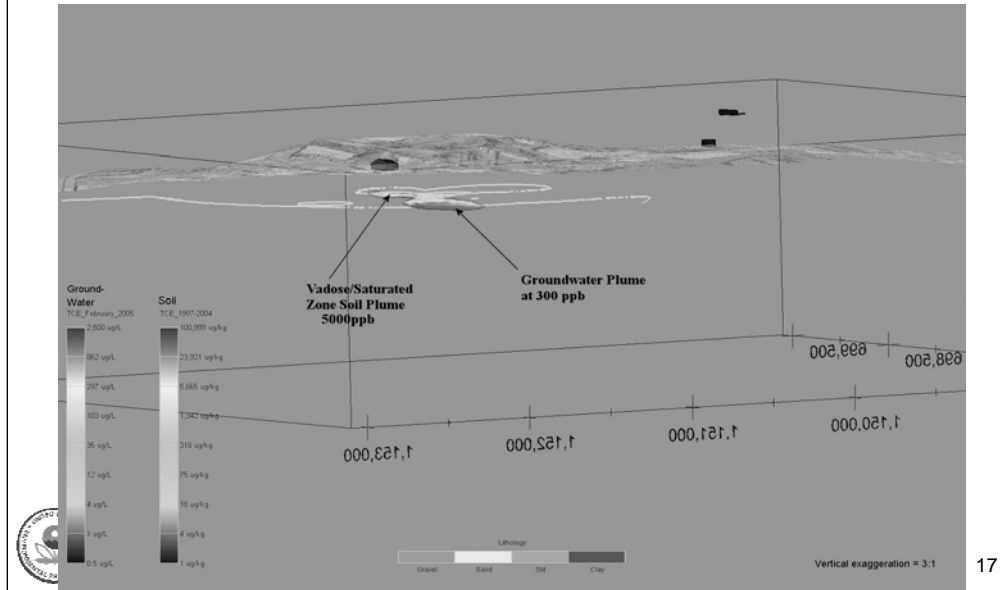 Vadose/Saturated
Zone Soil Plume
5000ppb
Groundwater Plume
at 300 ppb
Ground-
Water
TCE_February_2005
2,500 ug/L
862 ug/L
297 ug/L
103 ug/L
35 ug/L
12 ug/L
4 ug/L
1 ug/L
0.5 ug/L
Soil
TCE_1997-2004
100,999 ug/kg
23,921 ug/kg
5,665 ug/kg
1,342 ug/kg
318 ug/kg
75 ug/kg
18 ug/kg
4 ug/kg
1 ug/kg
699,500
698,500
1,153,000
1,152,000
1,151,000
1,150,000
Lithology
Gravel Sand Silt Clay
Vertical exaggeration = 3:1
17